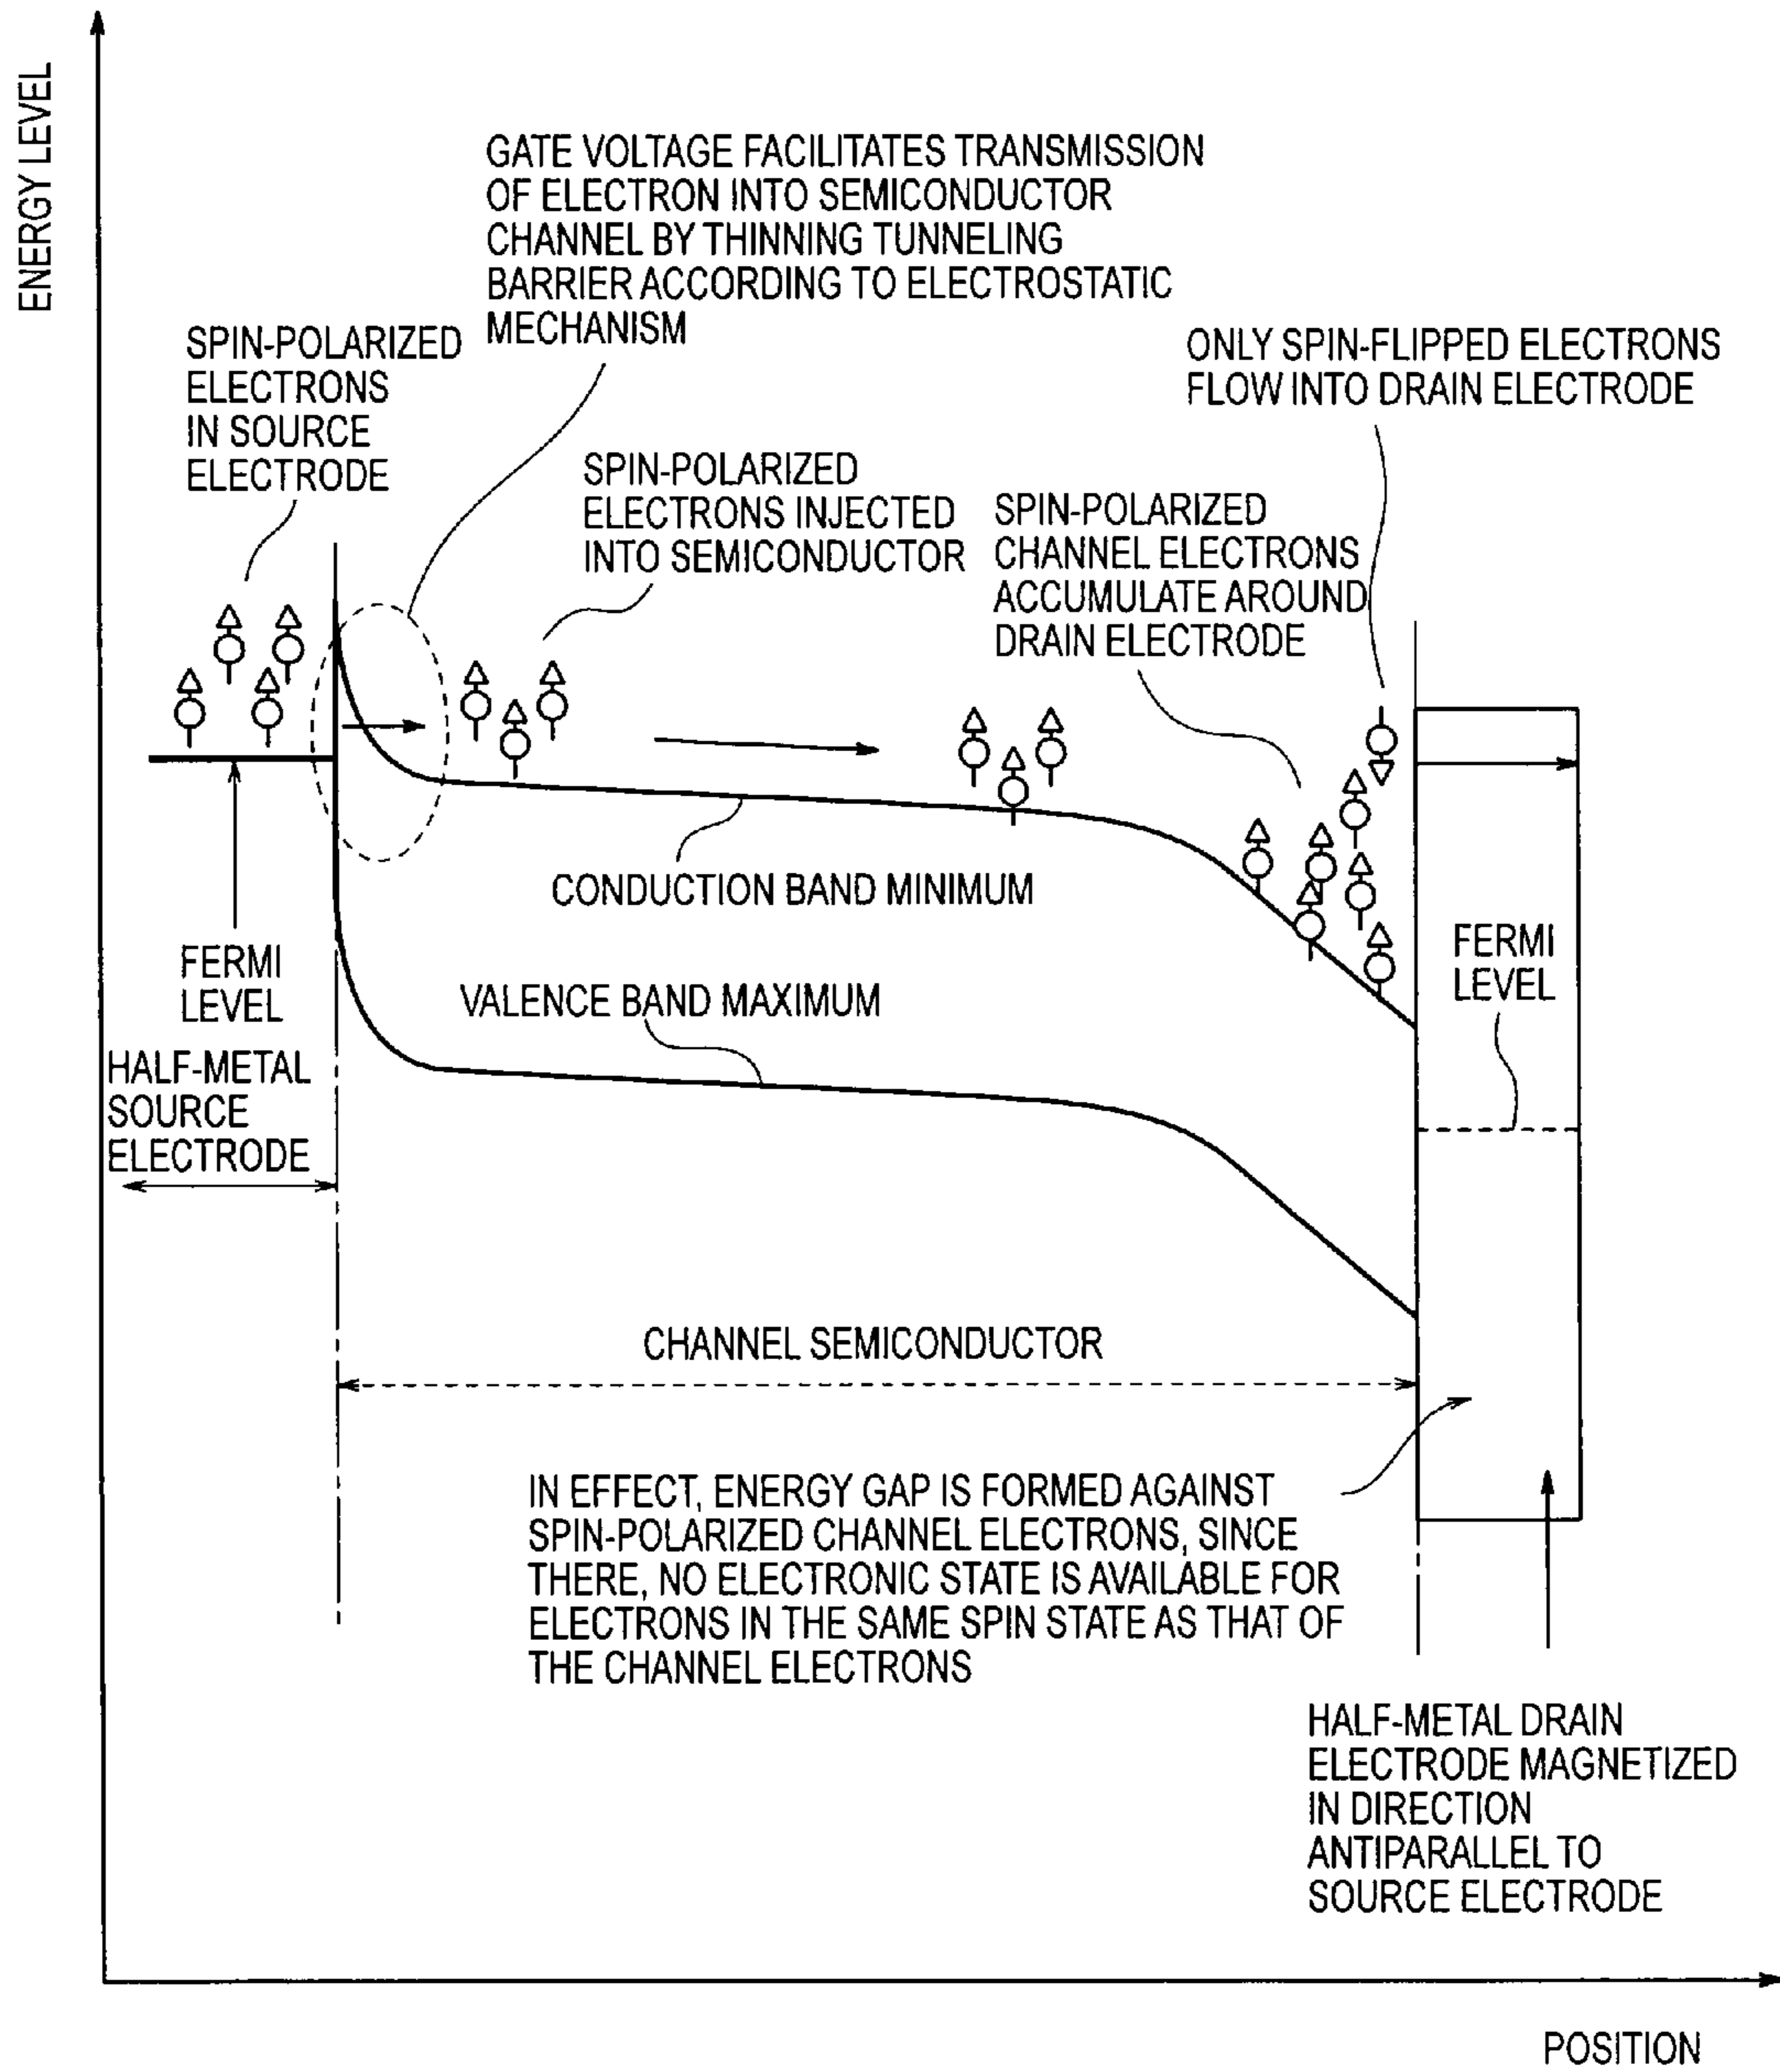 ENERGY LEVEL
GATE VOLTAGE FACILITATES TRANSMISSION
OF ELECTRON INTO SEMICONDUCTOR
CHANNEL BY THINNING TUNNELING
BARRIER ACCORDING TO ELECTROSTATIC
MECHANISM
SPIN-POLARIZED
ELECTRONS
IN SOURCE
ELECTRODE
ONLY SPIN-FLIPPED ELECTRONS
FLOW INTO DRAIN ELECTRODE
SPIN-POLARIZED
ELECTRONS INJECTED
INTO SEMICONDUCTOR
SPIN-POLARIZED
CHANNEL ELECTRONS
ACCUMULATE AROUND
DRAIN ELECTRODE
CONDUCTION BAND MINIMUM
FERMI
LEVEL
FERMI
LEVEL
VALENCE BAND MAXIMUM
HALF-METAL
SOURCE
ELECTRODE
CHANNEL SEMICONDUCTOR
IN EFFECT, ENERGY GAP IS FORMED AGAINST
SPIN-POLARIZED CHANNEL ELECTRONS, SINCE
THERE, NO ELECTRONIC STATE IS AVAILABLE FOR
ELECTRONS IN THE SAME SPIN STATE AS THAT OF
THE CHANNEL ELECTRONS
HALF-METAL DRAIN
ELECTRODE MAGNETIZED
IN DIRECTION
ANTIPARALLEL TO
SOURCE ELECTRODE
POSITION